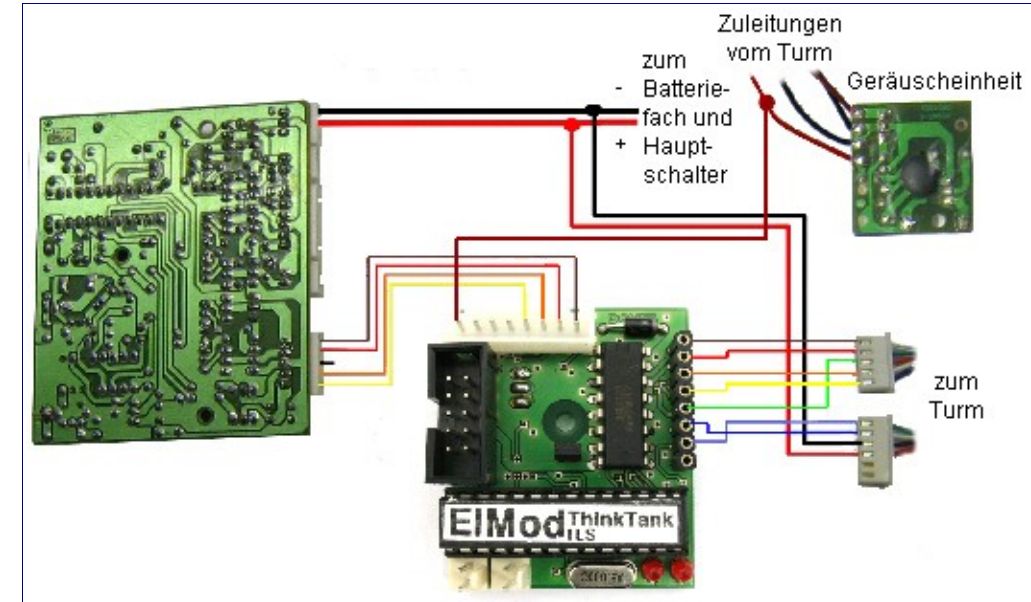 Zuleitungen
vom Turm
zum
- Batterie-
fach und
+ Haupt-
schalter
Geräuscheinheit
zum
Turm
ElMod ThinkTank
ILS